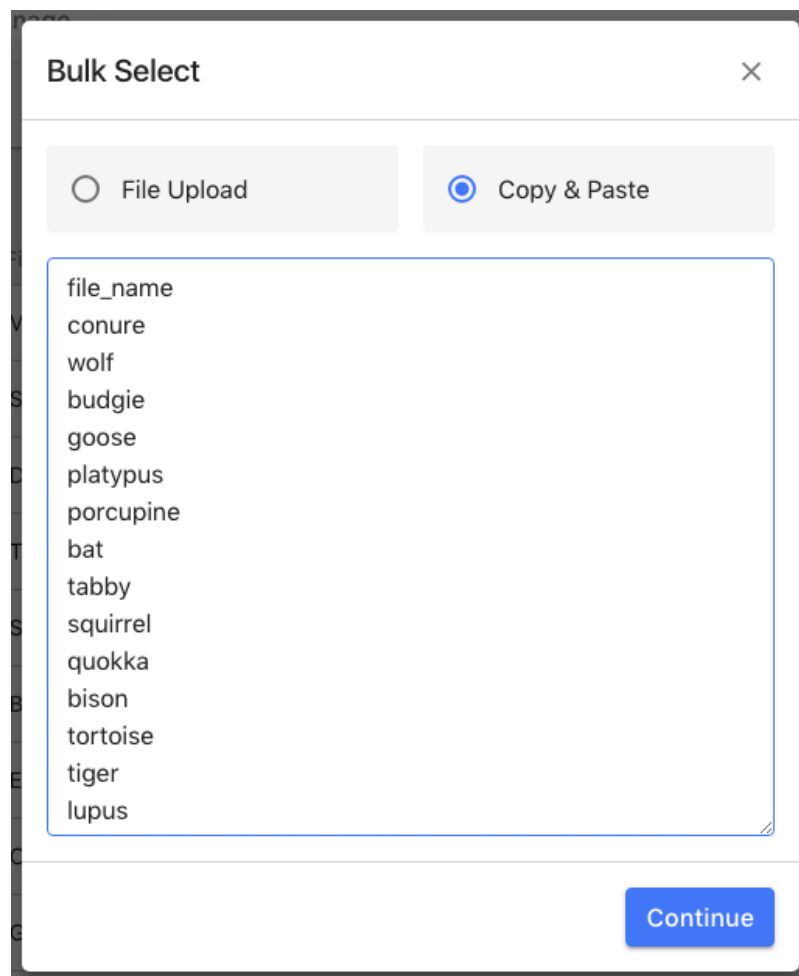 Bulk Select
File Upload
Copy & Paste
file_name
conure
wolf
budgie
goose
platypus
porcupine
bat
tabby
squirrel
quokka
bison
tortoise
tiger
lupus
Continue